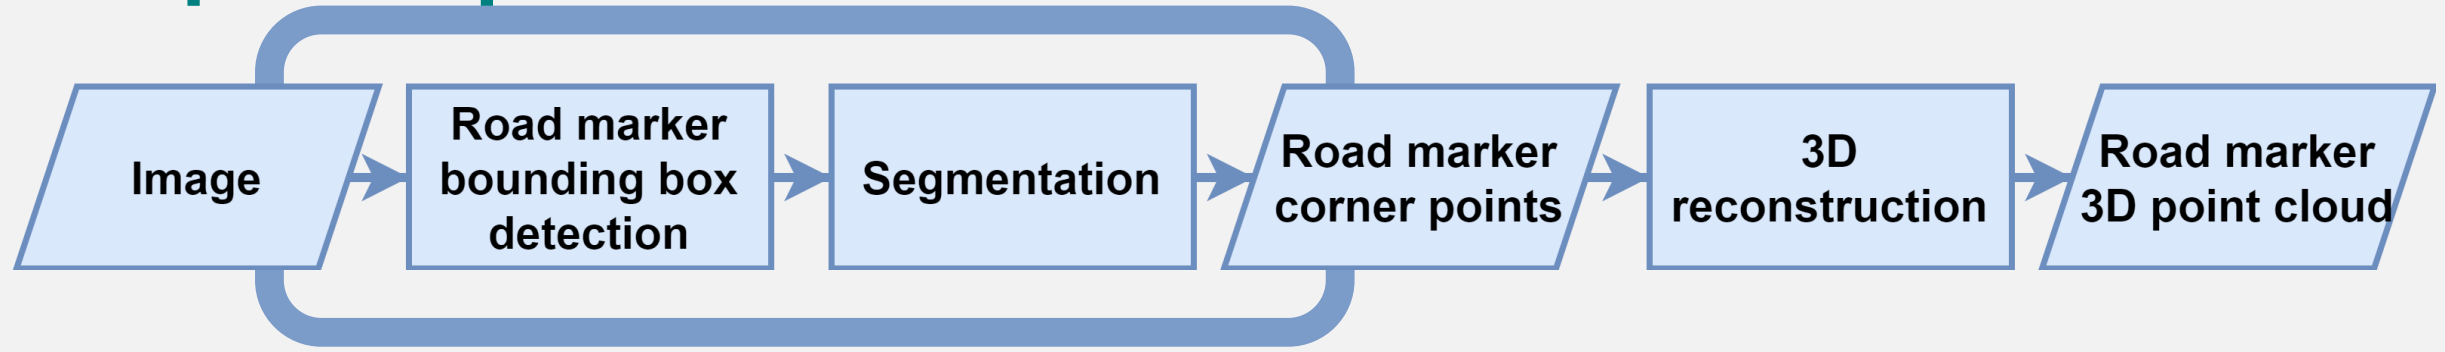 Image
Road marker
bounding box
detection
Segmentation
Road marker
corner points
3D
reconstruction
Road marker
3D point cloud